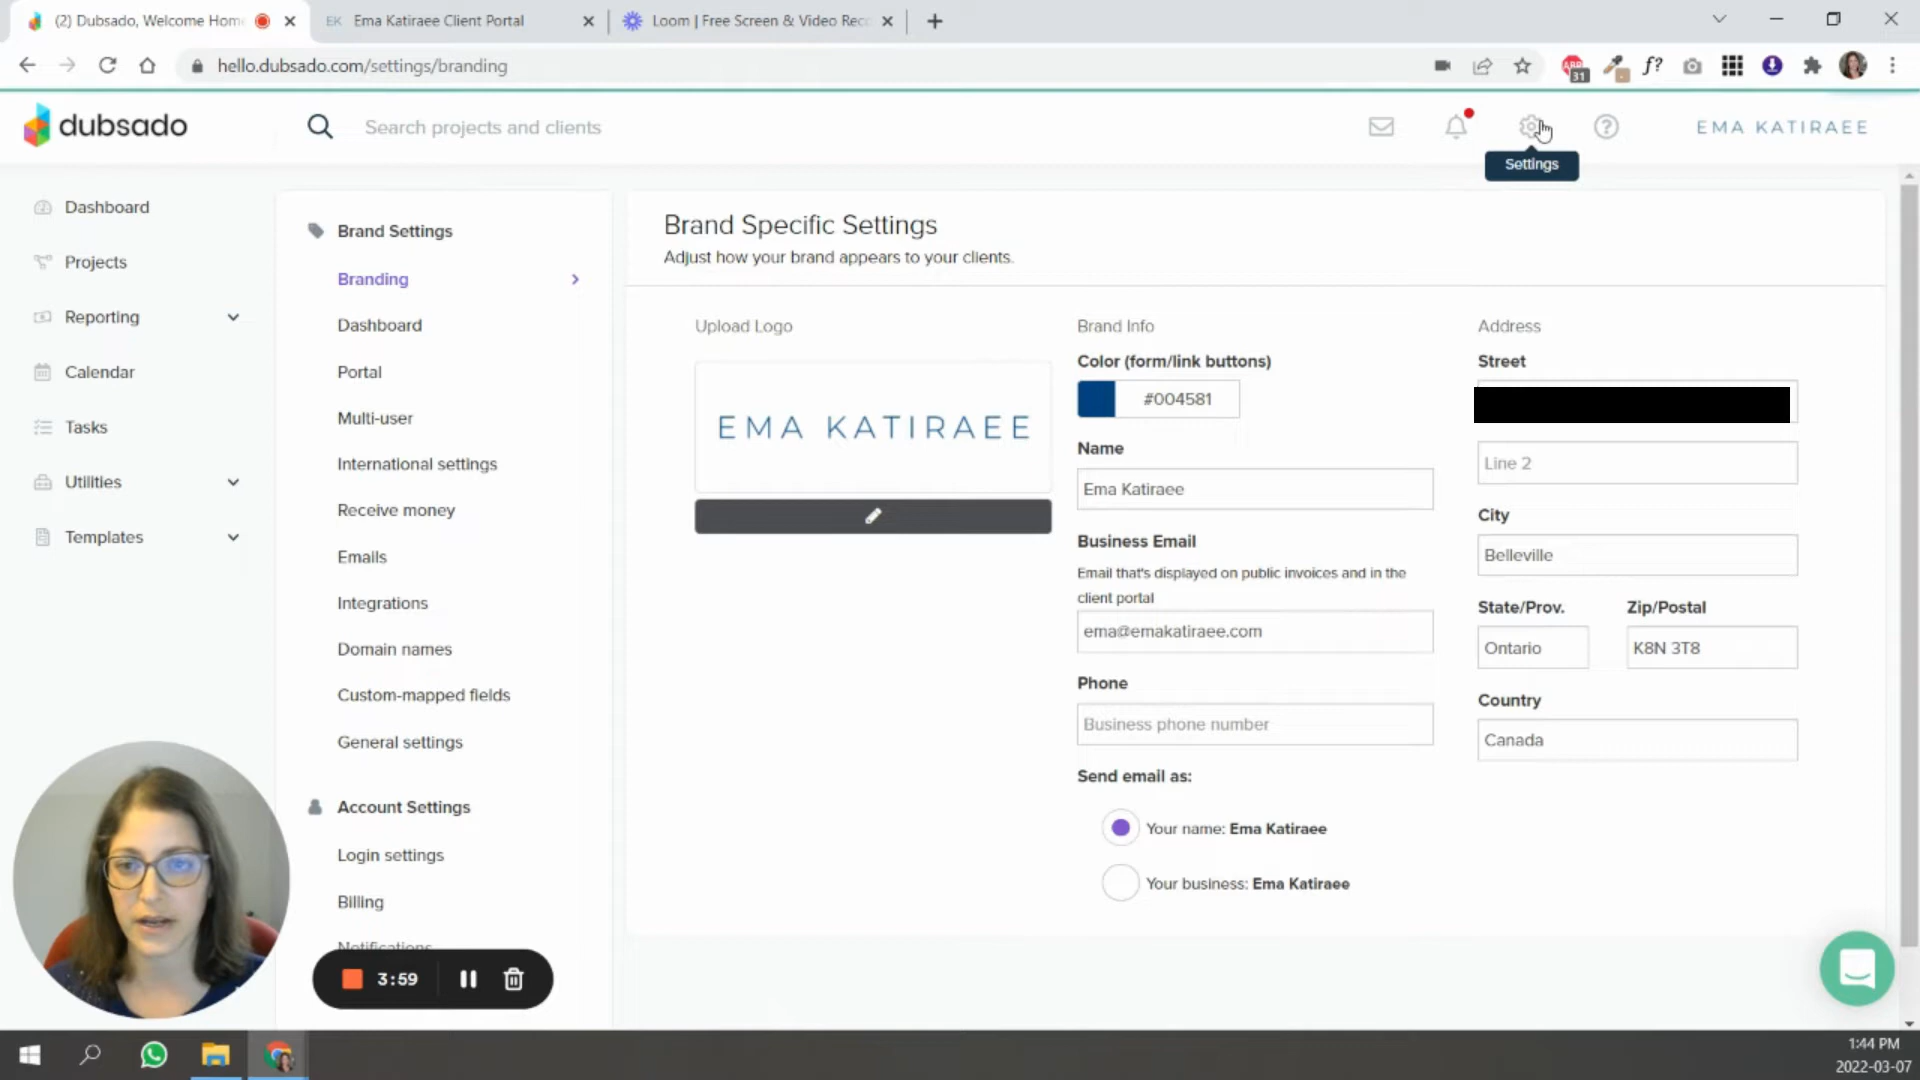 (2) Dubsado, Welcome Hom
EK Ema Katiraee Client Portal
Loom | Free Screen & Video Rec
hello.dubsado.com/settings/branding
31
f?
dubsado
Search projects and clients
EMA KATIRAEE
Settings
Dashboard
Projects
Reporting
Calendar
Tasks
Utilities
Templates
Brand Settings
Branding
Dashboard
Portal
Multi-user
International settings
Receive money
Emails
Integrations
Domain names
Custom-mapped fields
General settings
Account Settings
Login settings
Billing
Notifications
3:59
Brand Specific Settings
Adjust how your brand appears to your clients.
Upload Logo
EMA KATIRAEE
Brand Info
Color (form/link buttons)
#004581
Name
Ema Katiraee
Business Email
Email that's displayed on public invoices and in the
client portal
ema@emakatiraee.com
Phone
Business phone number
Send email as:
Your name: Ema Katiraee
Your business: Ema Katiraee
Address
Street
Line 2
City
Belleville
State/Prov.
Zip/Postal
Ontario
K8N 3T8
Country
Canada
1:44 PM
2022-03-07